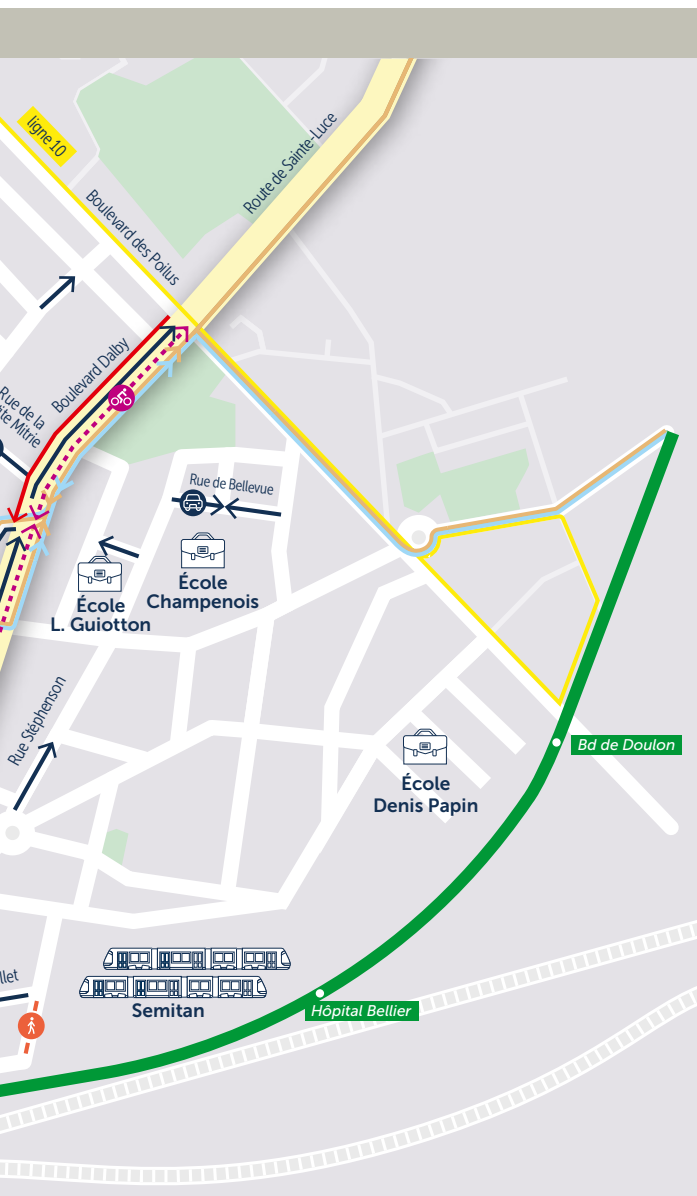 ligne 10
Route de Sainte-Luce
Boulevard des Poilus
Boulevard Dalby
Rue de la
Mitrie
Rue de Bellevue
École
Champenois
École
L. Guiotton
Rue Stéphenson
Bd de Doulon
École
Denis Papin
Semitan
Hôpital Bellier